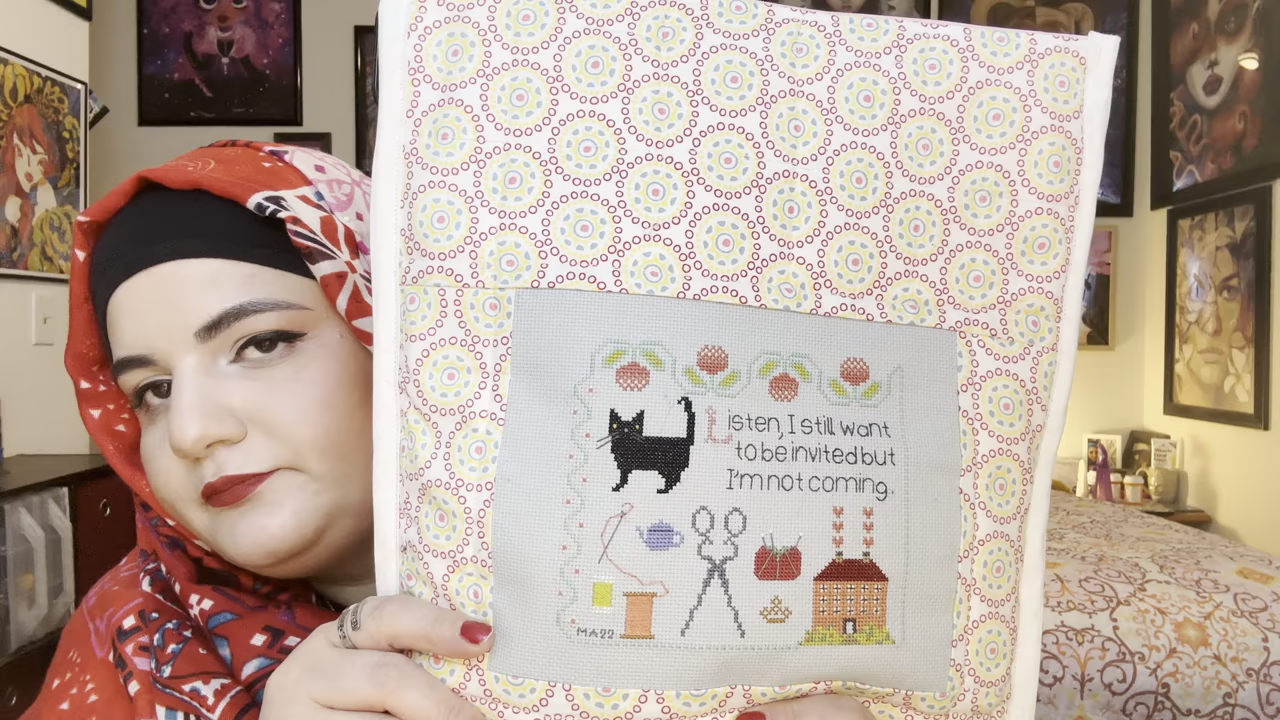 Listen, I still want
to be invited but
I'm not coming.
MA22